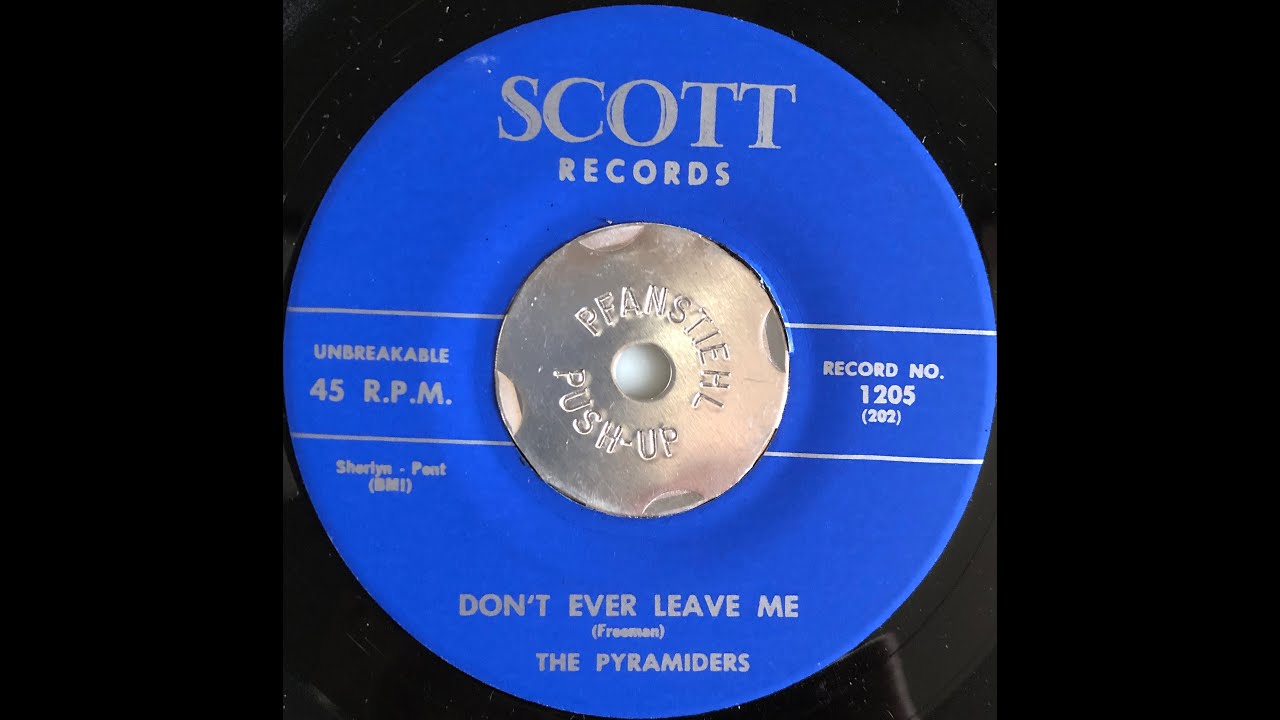 SCOTT
RECORDS
PFANSTIEHL
PUSH-UP
UNBREAKABLE
45 R.P.M.
RECORD NO.
1205
(202)
Sherlyn - Pent
(BMI)
DON'T EVER LEAVE ME
(Freeman)
THE PYRAMIDERS